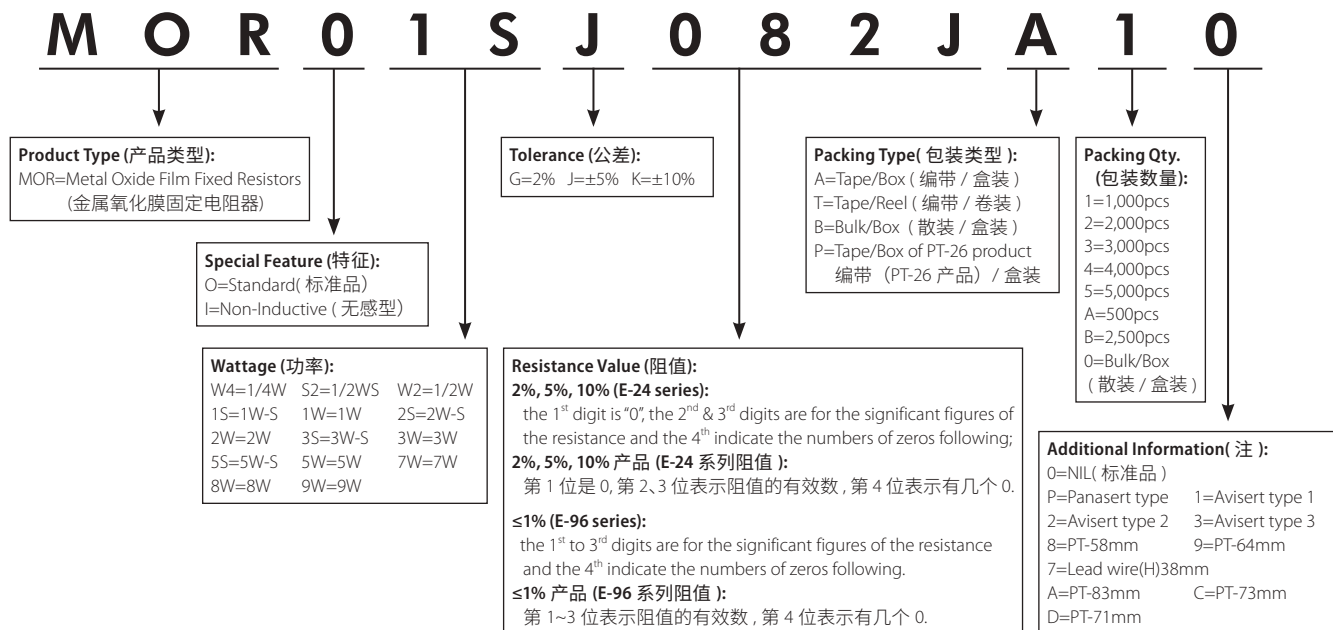 MOR01SJ082JA10
Product Type (产品类型):
MOR=Metal Oxide Film Fixed Resistors
(金属氧化膜固定电阻器)
Special Feature (特征):
O=Standard( 标准品)
I=Non-Inductive ( 无感型)
Wattage (功率):
W4=1/4W S2=1/2WS W2=1/2W
1S=1W-S 1W=1W 2S=2W-S
2W=2W 3S=3W-S 3W=3W
5S=5W-S 5W=5W 7W=7W
8W=8W 9W=9W
Tolerance (公差):
G=2% J=±5% K=±10%
Resistance Value (阻值):
2%, 5%, 10% (E-24 series):
the 1st digit is "0", the 2nd & 3rd digits are for the significant figures of
the resistance and the 4th indicate the numbers of zeros following;
2%, 5%, 10% 产品 (E-24 系列阻值 ):
第 1 位是 0, 第 2、3 位表示阻值的有效数 , 第 4 位表示有几个 0.
≤1% (E-96 series):
the 1st to 3rd digits are for the significant figures of the resistance
and the 4th indicate the numbers of zeros following.
≤1% 产品 (E-96 系列阻值 ):
第 1~3 位表示阻值的有效数 , 第 4 位表示有几个 0.
Packing Type( 包装类型 ):
A=Tape/Box ( 编带 / 盒装 )
T=Tape/Reel ( 编带 / 卷装 )
B=Bulk/Box ( 散装 / 盒装 )
P=Tape/Box of PT-26 product
编带（PT-26 产品）/ 盒装
Packing Qty.
(包装数量):
1=1,000pcs
2=2,000pcs
3=3,000pcs
4=4,000pcs
5=5,000pcs
A=500pcs
B=2,500pcs
0=Bulk/Box
( 散装 / 盒装 )
Additional Information( 注 ):
0=NIL( 标准品 )
P=Panasert type 1=Avisert type 1
2=Avisert type 2 3=Avisert type 3
8=PT-58mm 9=PT-64mm
7=Lead wire(H)38mm
A=PT-83mm C=PT-73mm
D=PT-71mm